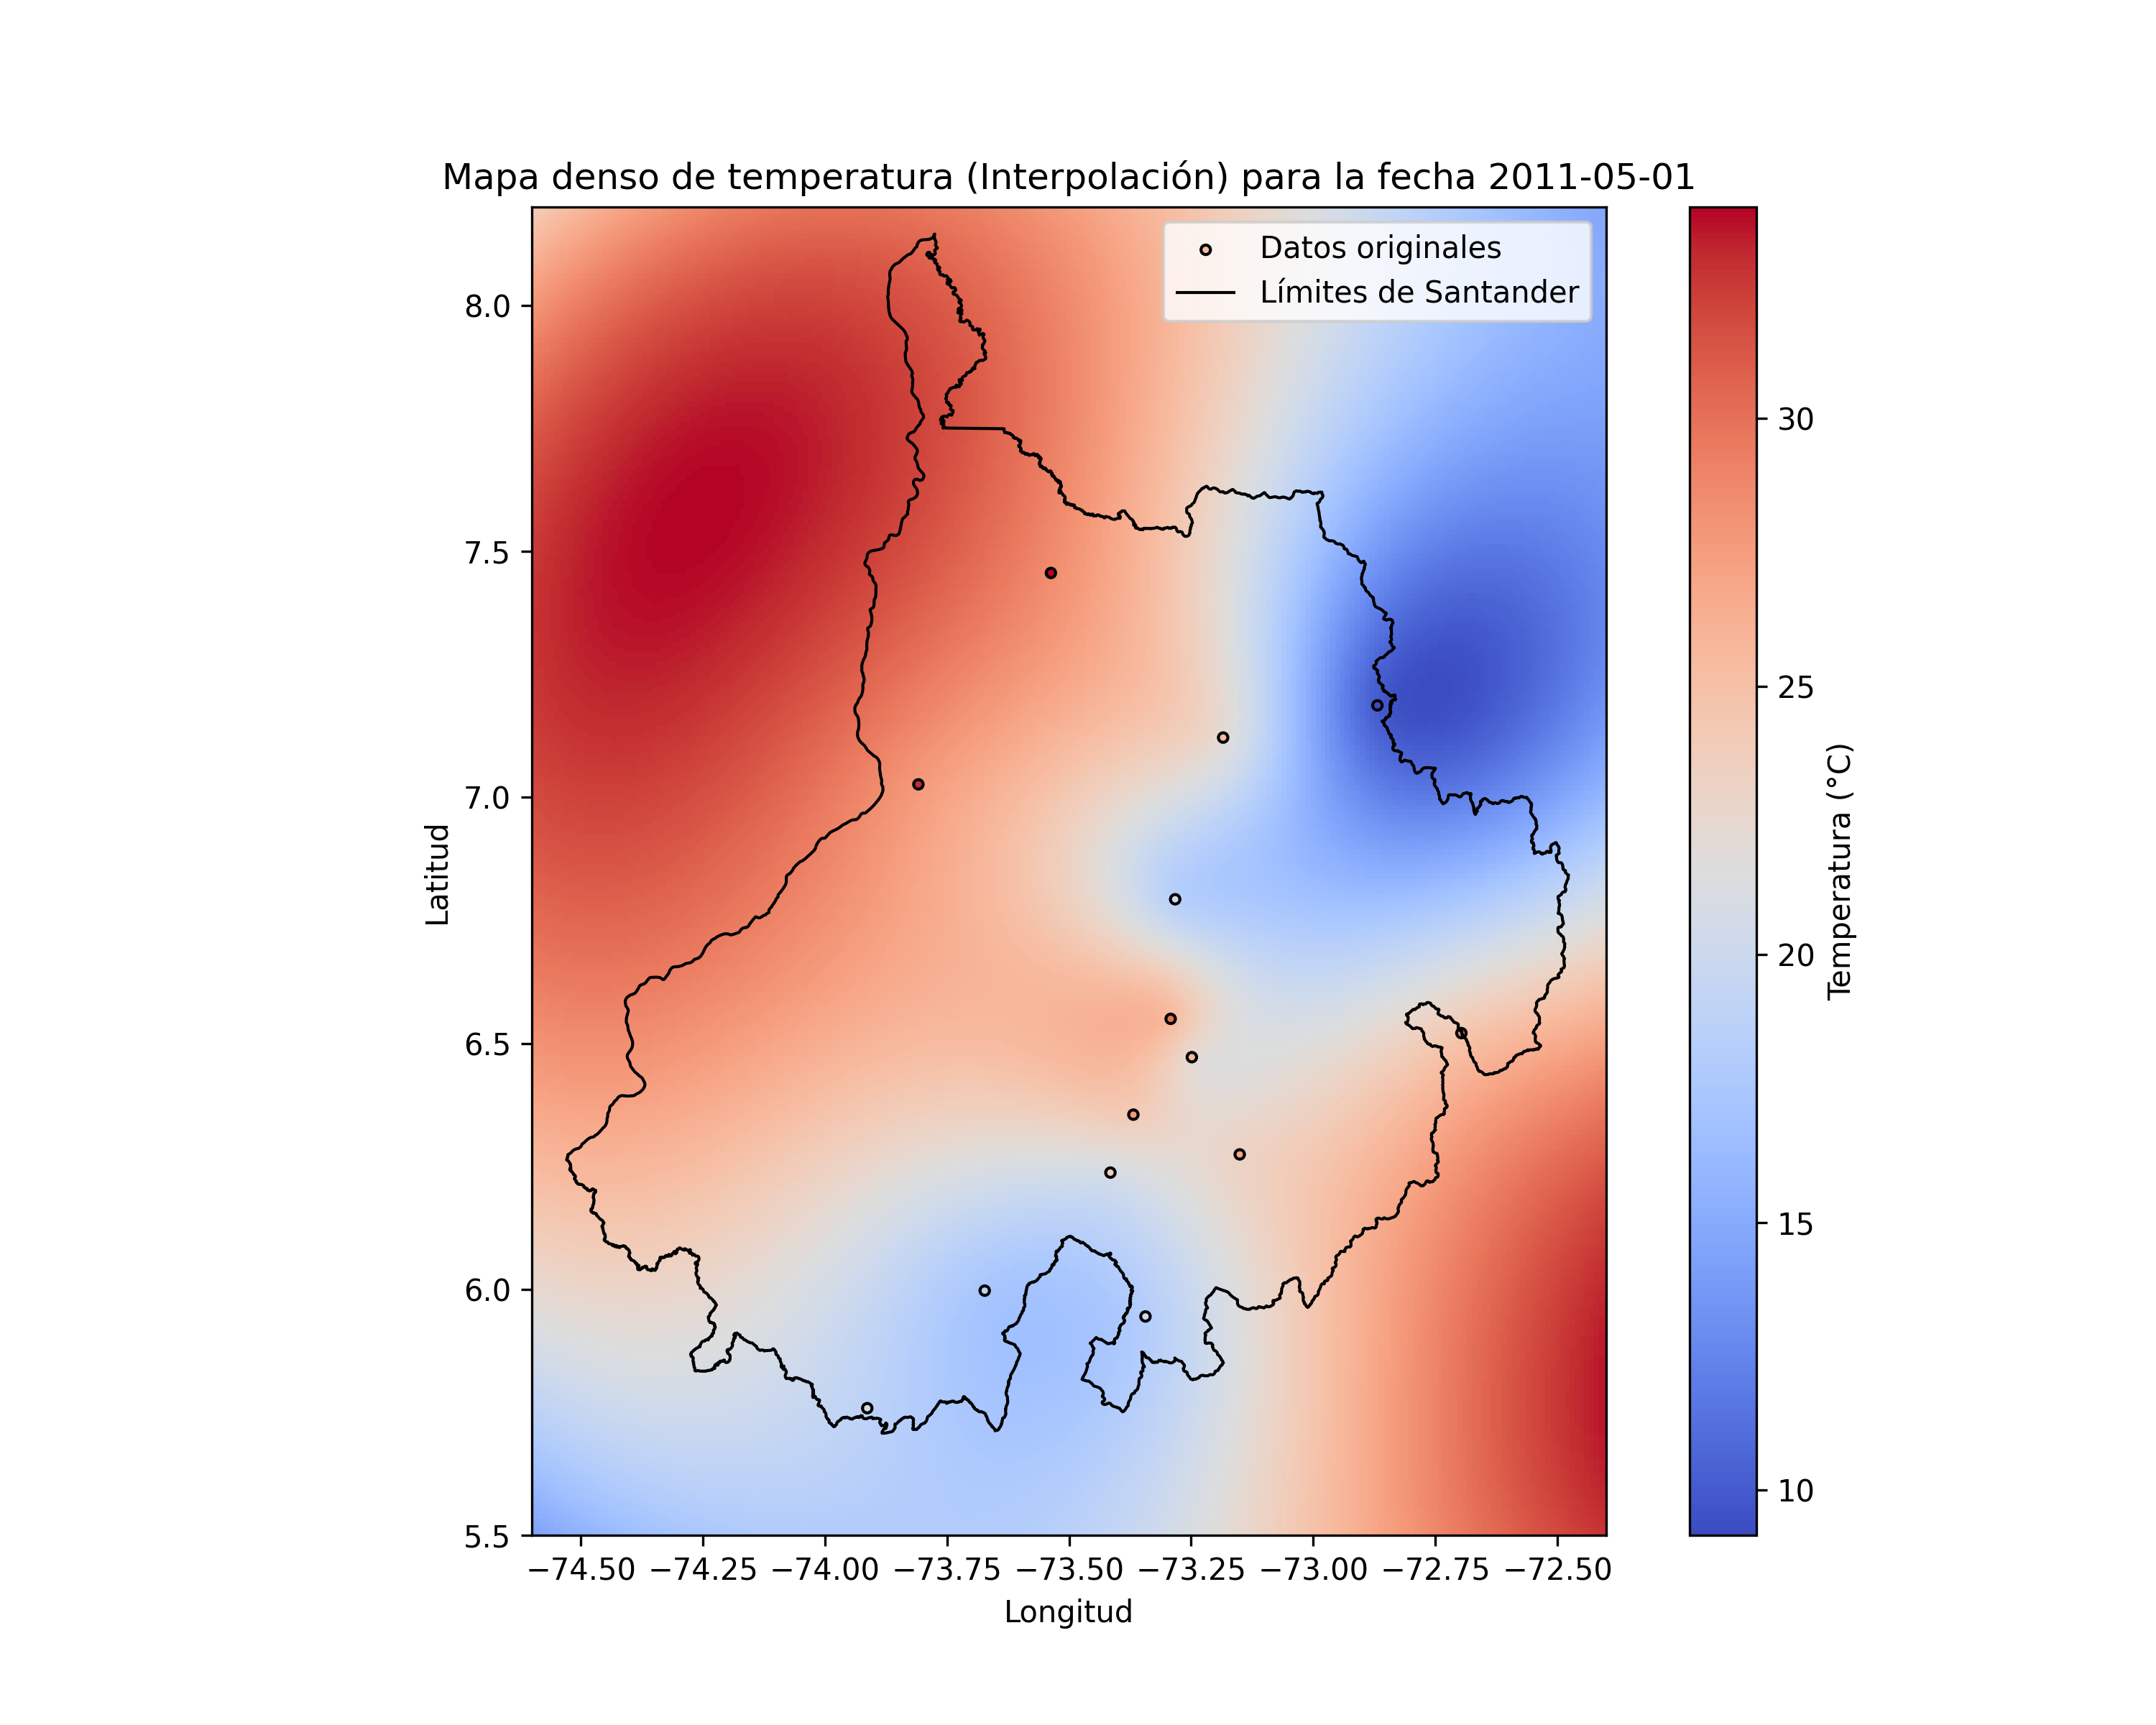 Mapa denso de temperatura (Interpolación) para la fecha 2011-05-01
Datos originales
Límites de Santander
8.0
7.5
7.0
6.5
6.0
5.5
Latitud
−74.50 −74.25 −74.00 −73.75 −73.50 −73.25 −73.00 −72.75 −72.50
Longitud
30
25
20
15
10
Temperatura (°C)